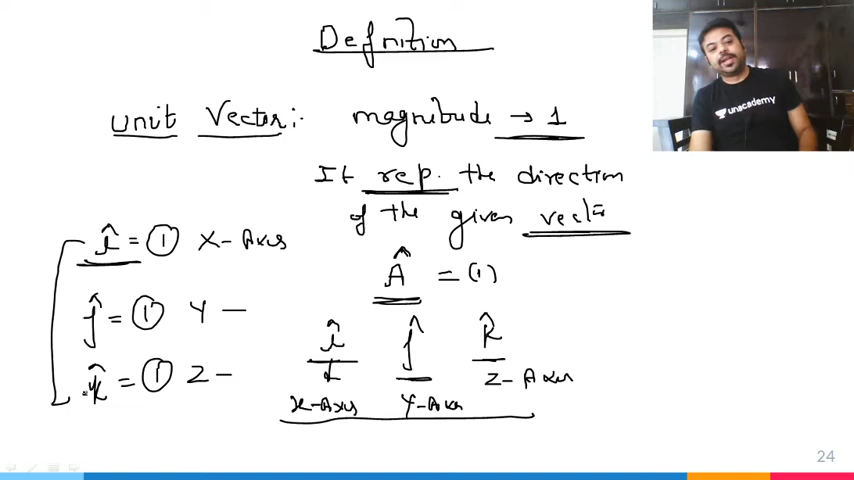 Definition
unacademy
unit Vector:- magnitude → 1
It rep. the direction
of the given vector
î = ① X-Axis
Â = (1)
ĵ = ① Y —
î ĵ k̂
k̂ = ① Z —
Z-Axis
x-Axis Y-Axis
24